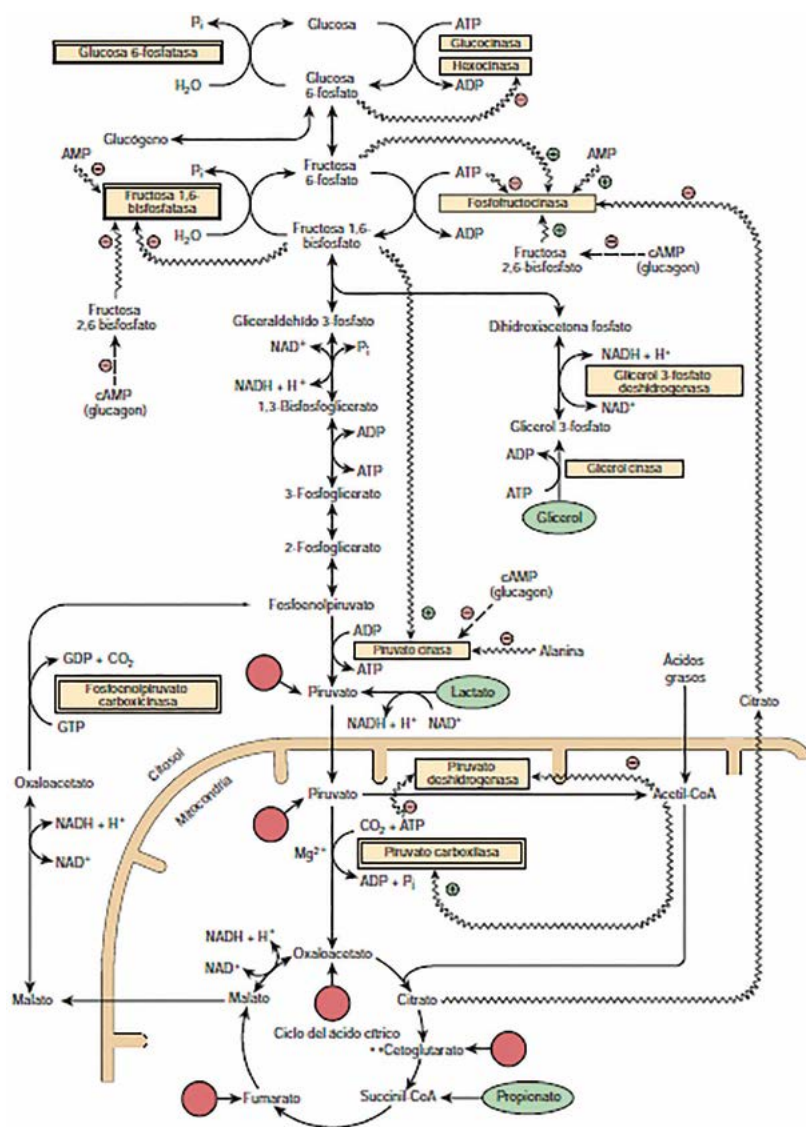 Pi
Glucosa
ATP
Glucosa 6-fosfatasa
Glucocinasa
Hexocinasa
H2O
Glucosa
6-fosfato
ADP
⊖
Glucógeno
AMP
⊖
Pi
Fructosa
6-fosfato
ATP
⊖
⊕
AMP
⊕
⊖
Fructosa 1,6-
bisfosfatasa
Fosfofructocinasa
⊖
⊖
H2O
Fructosa 1,6-
bisfosfato
ADP
⊕
Fructosa
2,6-bisfosfato
⊖
cAMP
(glucagon)
Fructosa
2,6 bisfosfato
⊖
cAMP
(glucagon)
Gliceraldehído 3-fosfato
NAD+
Pi
NADH + H+
1,3-Bisfosfoglicerato
ADP
ATP
3-Fosfoglicerato
2-Fosfoglicerato
Fosfoenolpiruvato
Dihidroxiacetona fosfato
NADH + H+
Glicerol 3-fosfato
deshidrogenasa
NAD+
Glicerol 3-fosfato
ADP
Glicerol cinasa
ATP
Glicerol
cAMP
(glucagon)
⊕
⊖
ADP
Piruvato cinasa
⊖
Alanina
ATP
GDP + CO2
Fosfoenolpiruvato
carboxicinasa
GTP
Piruvato
Lactato
NADH + H+
NAD+
Ácidos
grasos
Citrato
Oxaloacetato
Citosol
Mitocondria
NADH + H+
NAD+
Piruvato
Piruvato
deshidrogenasa
⊖
⊖
Acetil-CoA
CO2 + ATP
Mg2+
Piruvato carboxilasa
ADP + Pi
⊕
NADH + H+
NAD+
Oxaloacetato
Malato
Malato
Citrato
Ciclo del ácido cítrico
**Cetoglutarato
Fumarato
Succinil-CoA
Propionato